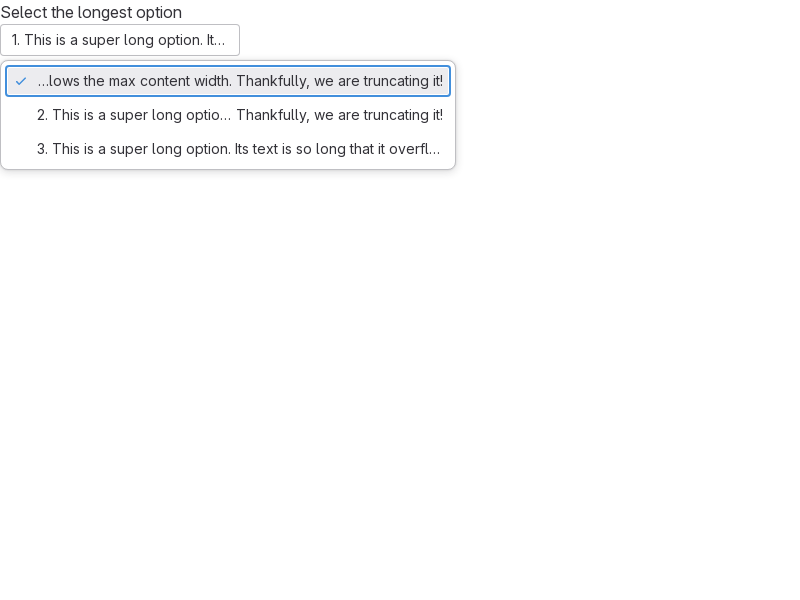 Select the longest option
1. This is a super long option. It…
…lows the max content width. Thankfully, we are truncating it!
2. This is a super long optio… Thankfully, we are truncating it!
3. This is a super long option. Its text is so long that it overfl…